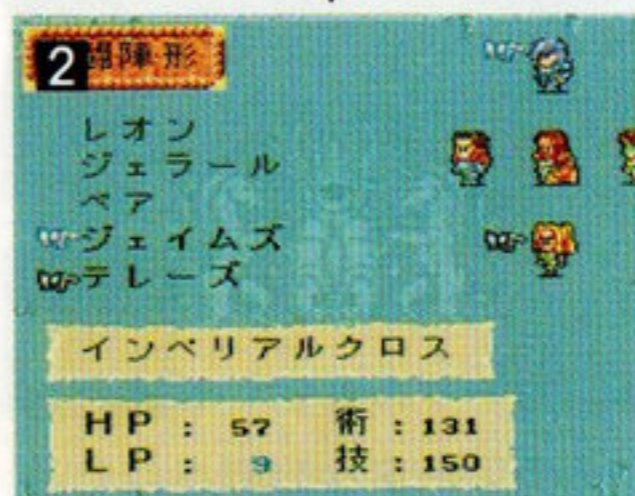 2
陣形
レオン
ジェラール
ベア
ジェイムズ
テレーズ
インペリアルクロス
HP: 57 術:131
LP: 9 技:150